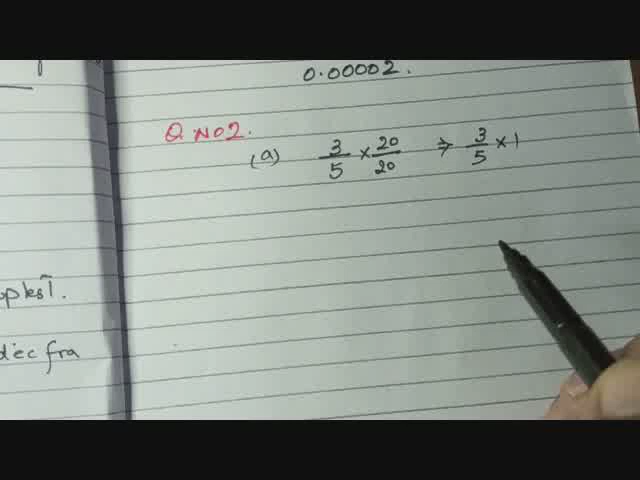 0.00002.
Q.No2.
(a) 3/5 × 20/20 ⇒ 3/5 × 1
dec fra